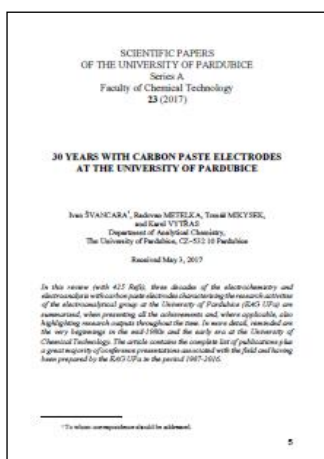 SCIENTIFIC PAPERS
OF THE UNIVERSITY OF PARDUBICE
Series A
Faculty of Chemical Technology
23 (2017)
30 YEARS WITH CARBON PASTE ELECTRODES
AT THE UNIVERSITY OF PARDUBICE
Ivan ŠVANCARA¹, Radovan METELKA, Tomáš MIKYSEK,
and Karel VYTŘAS
Department of Analytical Chemistry,
The University of Pardubice, CZ–532 10 Pardubice
Received May 3, 2017
In this review (with 425 Refs), three decades of the electrochemistry and
electroanalysis with carbon paste electrodes characterising the research activities
of the electroanalytical group at the University of Pardubice (EAG UPa) are
summarised, when presenting all the achievements and, where applicable, also
highlighting research outputs throughout the time. In more detail, reminded are
the very beginnings in the mid-1980s and the early era at the University of
Chemical Technology. The article contains the complete list of publications plus
a great majority of conference presentations associated with the field and having
been prepared by the EAG UPa in the period 1987-2016.
¹ To whom correspondence should be addressed.
5